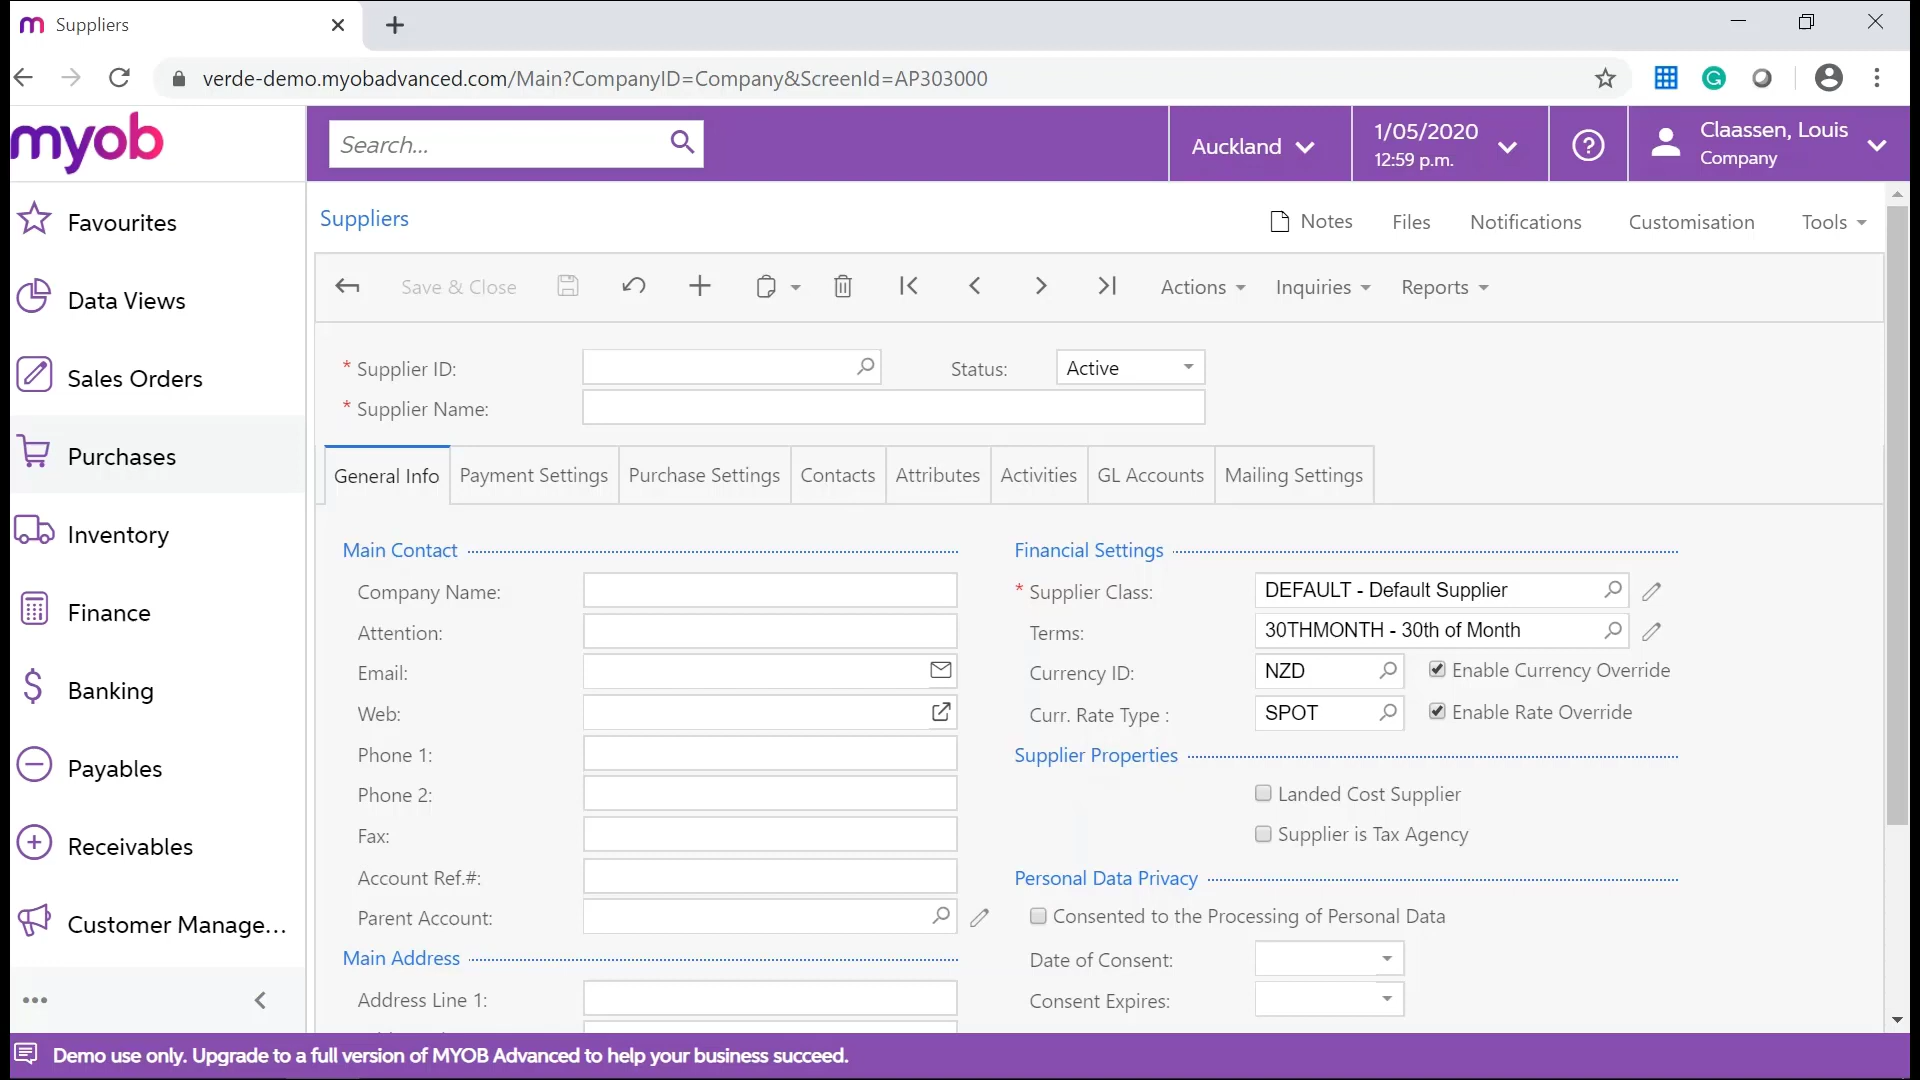 Suppliers
verde-demo.myobadvanced.com/Main?CompanyID=Company&ScreenId=AP303000
myob
Search...
Auckland
1/05/2020
12:59 p.m.
Claassen, Louis
Company
Favourites
Data Views
Sales Orders
Purchases
Inventory
Finance
Banking
Payables
Receivables
Customer Manage...
Suppliers
Notes Files Notifications Customisation Tools
Save & Close Actions Inquiries Reports
* Supplier ID: Status: Active
* Supplier Name:
General Info Payment Settings Purchase Settings Contacts Attributes Activities GL Accounts Mailing Settings
Main Contact
Company Name:
Attention:
Email:
Web:
Phone 1:
Phone 2:
Fax:
Account Ref.#:
Parent Account:
Main Address
Address Line 1:
Financial Settings
* Supplier Class: DEFAULT - Default Supplier
Terms: 30THMONTH - 30th of Month
Currency ID: NZD Enable Currency Override
Curr. Rate Type : SPOT Enable Rate Override
Supplier Properties
Landed Cost Supplier
Supplier is Tax Agency
Personal Data Privacy
Consented to the Processing of Personal Data
Date of Consent:
Consent Expires:
Demo use only. Upgrade to a full version of MYOB Advanced to help your business succeed.